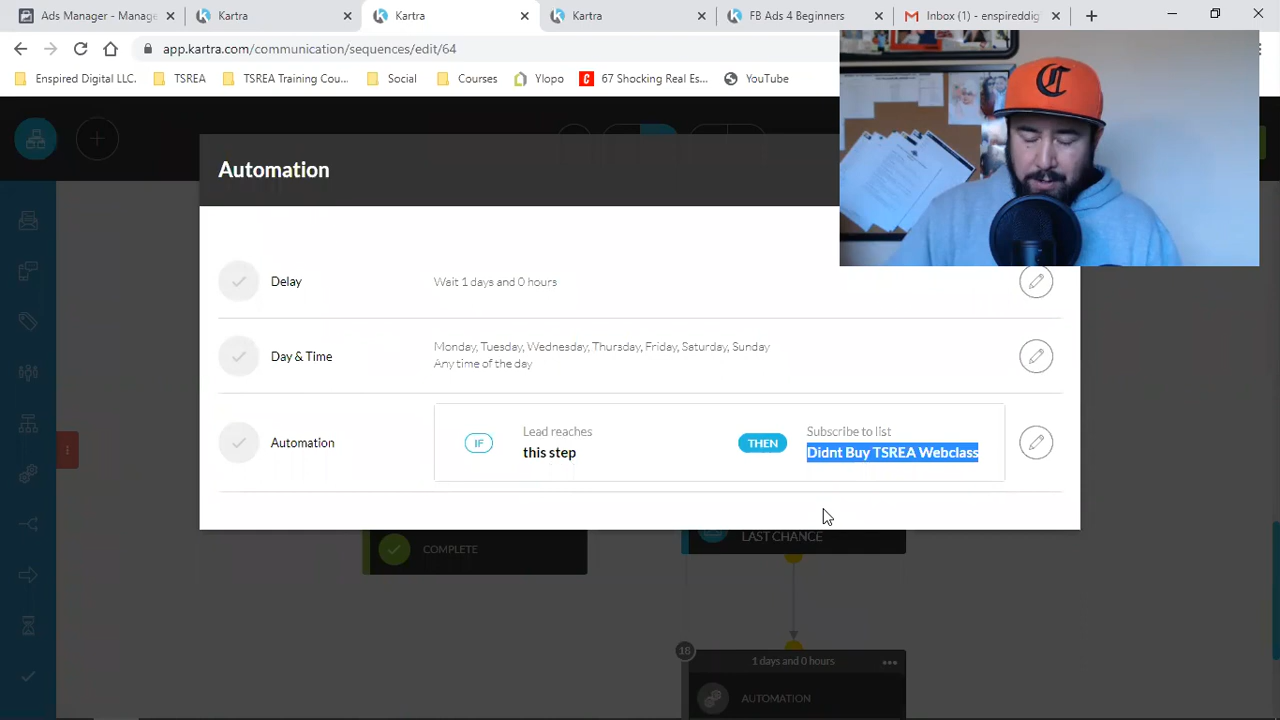 Ads Manager - Manage
Kartra
Kartra
Kartra
FB Ads 4 Beginners
Inbox (1) - enspireddig
app.kartra.com/communication/sequences/edit/64
Enspired Digital LLC.
TSREA
Social
Courses
Ylopo
67 Shocking Real Es...
YouTube
Automation
Delay
Wait 1 days and 0 hours
Day & Time
Monday, Tuesday, Wednesday, Thursday, Friday, Saturday, Sunday
Any time of the day
Automation
IF
Lead reaches
this step
THEN
Subscribe to list
Didnt Buy TSREA Webclass
COMPLETE
LAST CHANCE
18
1 days and 0 hours
AUTOMATION